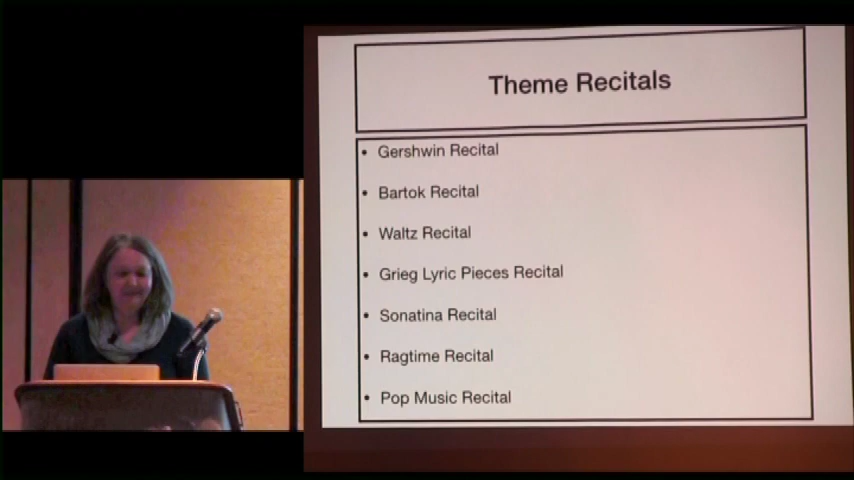 Theme Recitals
• Gershwin Recital
• Bartok Recital
• Waltz Recital
• Grieg Lyric Pieces Recital
• Sonatina Recital
• Ragtime Recital
• Pop Music Recital